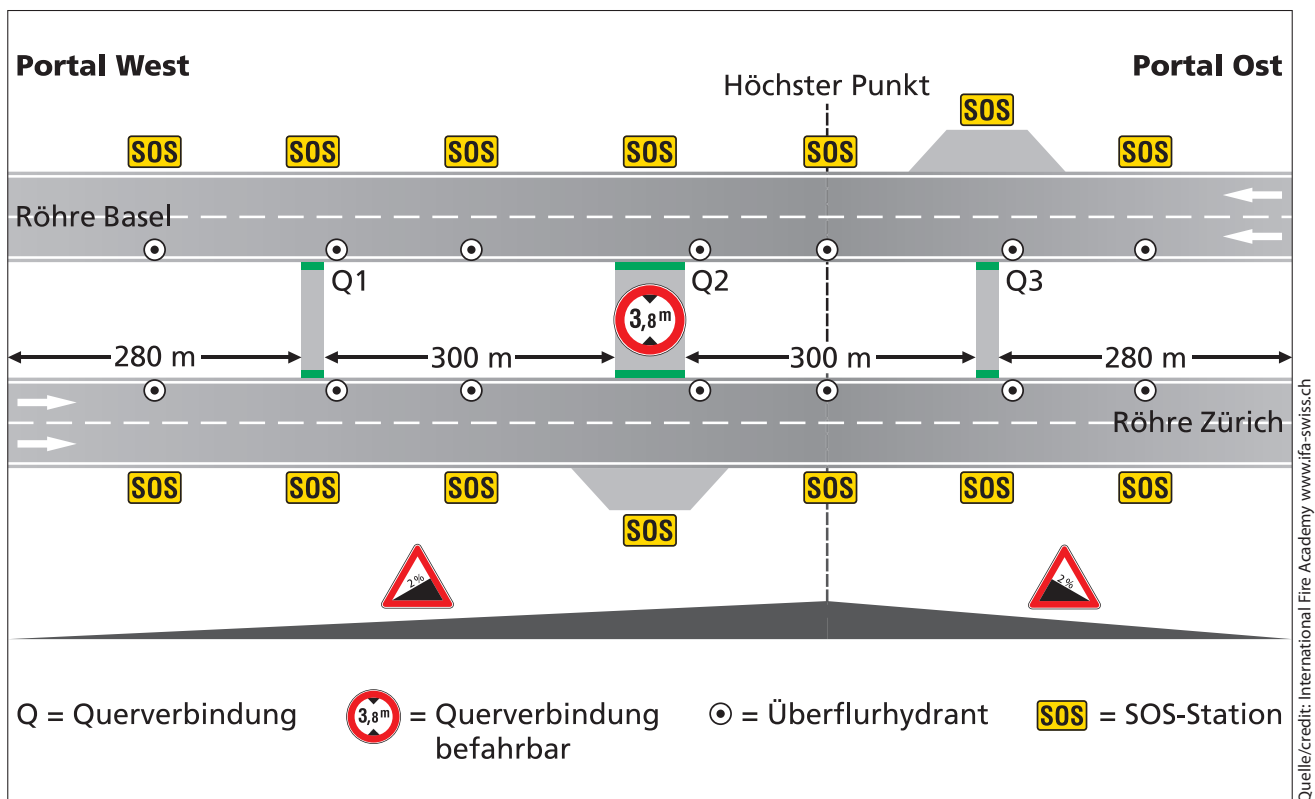 Portal West
Portal Ost
Höchster Punkt
SOS
SOS SOS SOS SOS SOS SOS
Röhre Basel
Q1 Q2 Q3
3,8 m
280 m 300 m 300 m 280 m
Röhre Zürich
SOS SOS SOS SOS SOS SOS
SOS
2% 2%
Q = Querverbindung
3,8 m = Querverbindung
befahrbar
= Überflurhydrant
SOS = SOS-Station
Quelle/credit: International Fire Academy www.ifa-swiss.ch